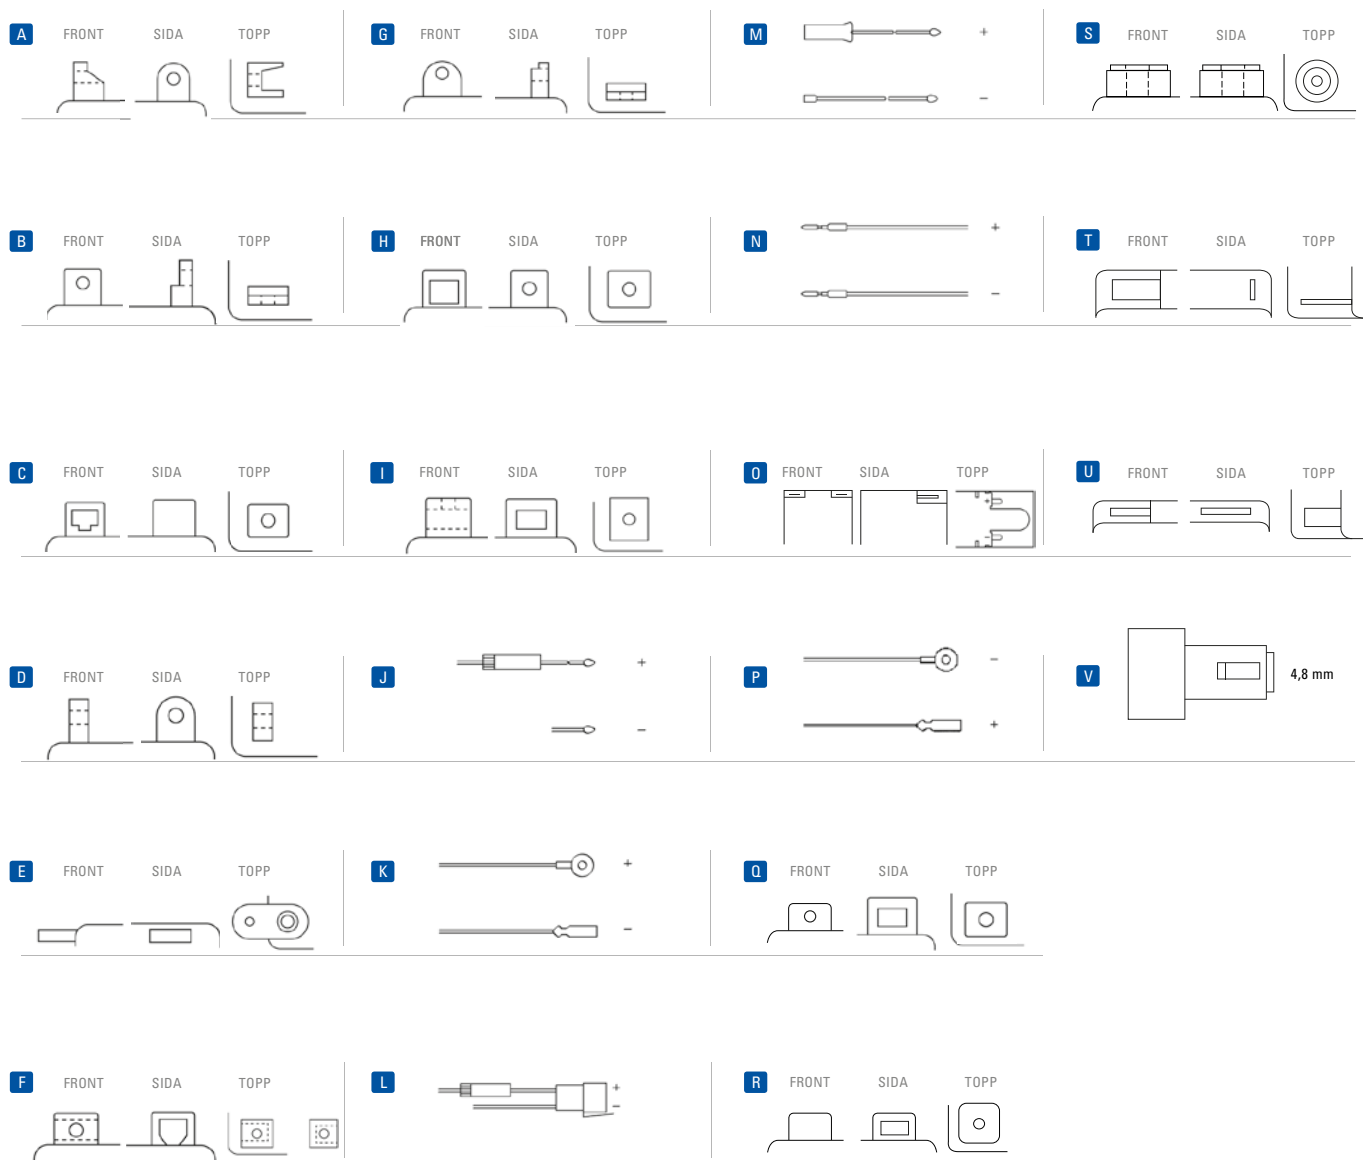 A FRONT SIDA TOPP
G FRONT SIDA TOPP
M +
−
S FRONT SIDA TOPP
B FRONT SIDA TOPP
H FRONT SIDA TOPP
N +
−
T FRONT SIDA TOPP
C FRONT SIDA TOPP
I FRONT SIDA TOPP
O FRONT SIDA TOPP
+
−
U FRONT SIDA TOPP
D FRONT SIDA TOPP
J +
−
P −
+
V 4,8 mm
E FRONT SIDA TOPP
K +
−
Q FRONT SIDA TOPP
F FRONT SIDA TOPP
L +
−
R FRONT SIDA TOPP